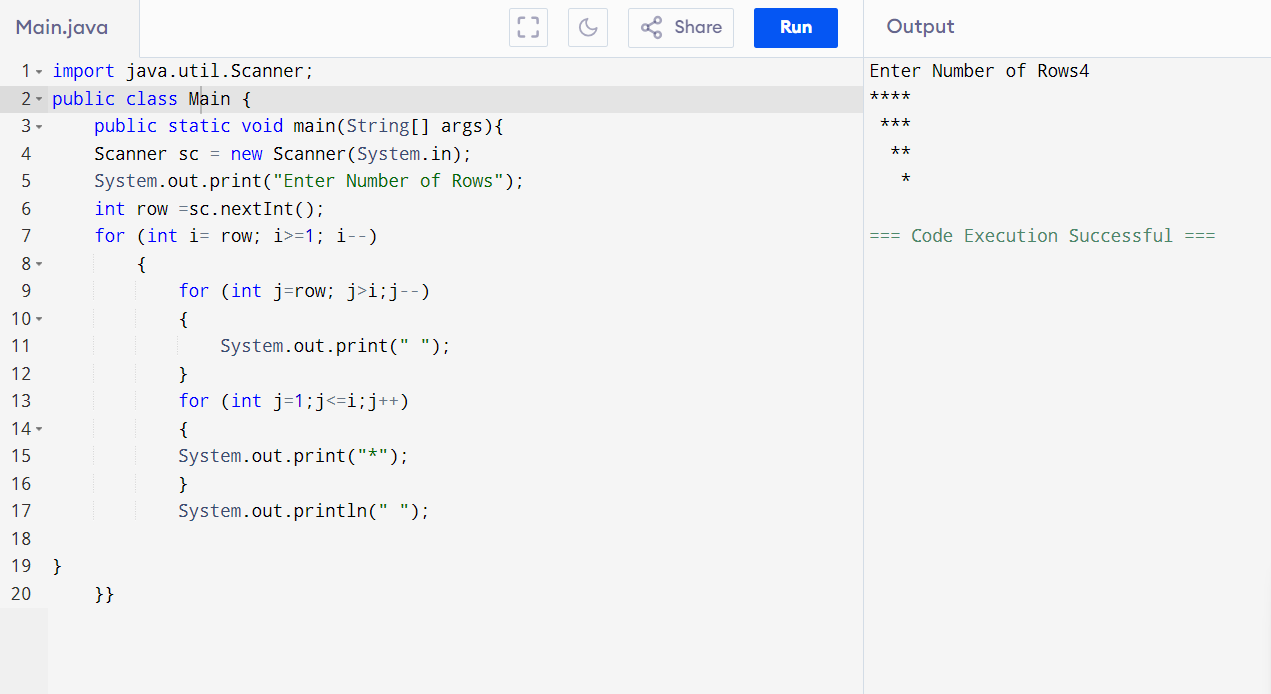 Main.java
Share
Run
Output
1 import java.util.Scanner;
2 public class Main {
3     public static void main(String[] args){
4     Scanner sc = new Scanner(System.in);
5     System.out.print("Enter Number of Rows");
6     int row =sc.nextInt();
7     for (int i= row; i>=1; i--)
8         {
9             for (int j=row; j>i;j--)
10             {
11                 System.out.print(" ");
12             }
13             for (int j=1;j<=i;j++)
14             {
15             System.out.print("*");
16             }
17             System.out.println(" ");
18
19 }
20     }}
Enter Number of Rows4
****
 ***
  **
   *
=== Code Execution Successful ===